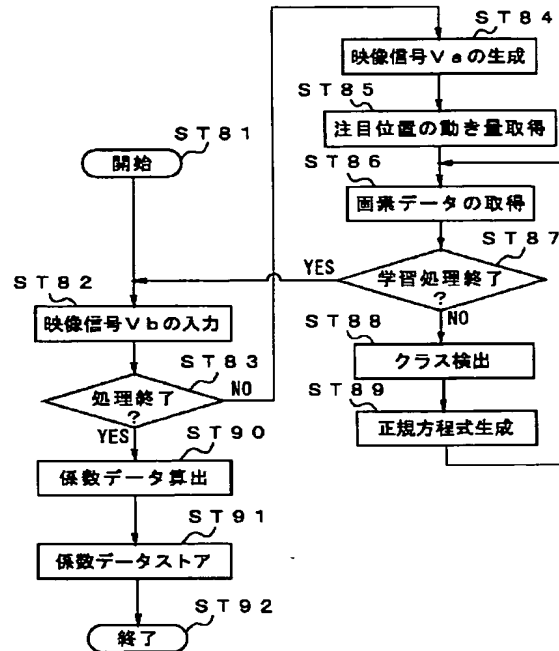 ST81
開始
ST82
映像信号Vbの入力
ST83
処理終了
?
NO
YES
ST90
係数データ算出
ST91
係数データストア
ST92
終了
ST84
映像信号Vaの生成
ST85
注目位置の動き量取得
ST86
画素データの取得
ST87
学習処理終了
?
YES
NO
ST88
クラス検出
ST89
正規方程式生成